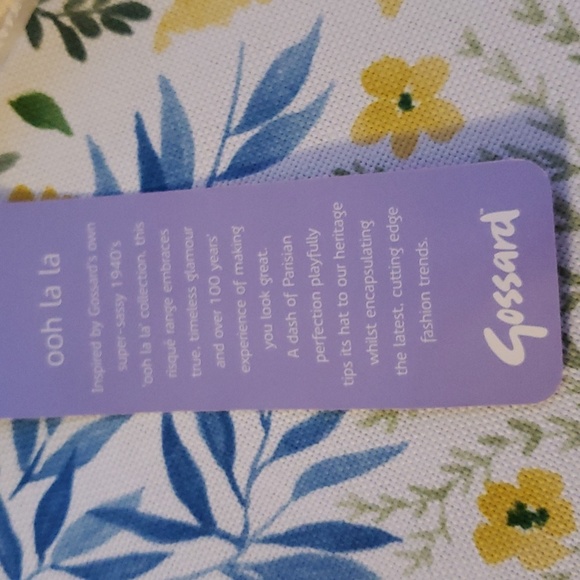 ooh la la
Inspired by Gossard's own
super-sassy 1940's
'ooh la la' collection, this
risqué range embraces
true, timeless glamour
and over 100 years'
experience of making
you look great.
A dash of Parisian
perfection playfully
tips its hat to our heritage
whilst encapsulating
the latest, cutting edge
fashion trends.
Gossard™